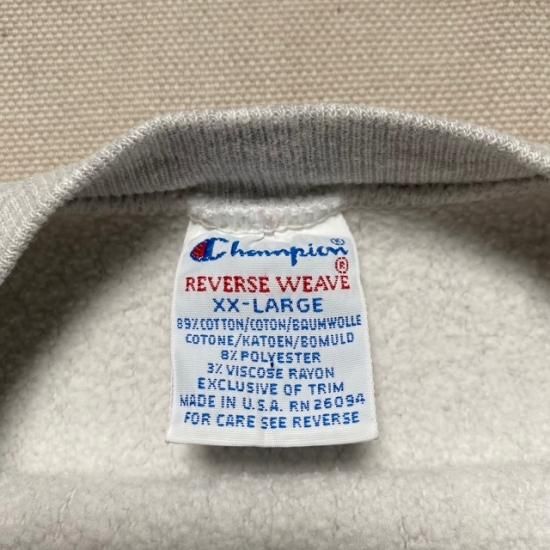 Champion®
REVERSE WEAVE®
XX-LARGE
89% COTTON/COTON/BAUMWOLLE
COTONE/KATOEN/BOMULD
8% POLYESTER
3% VISCOSE RAYON
EXCLUSIVE OF TRIM
MADE IN U.S.A. RN 26094
FOR CARE SEE REVERSE